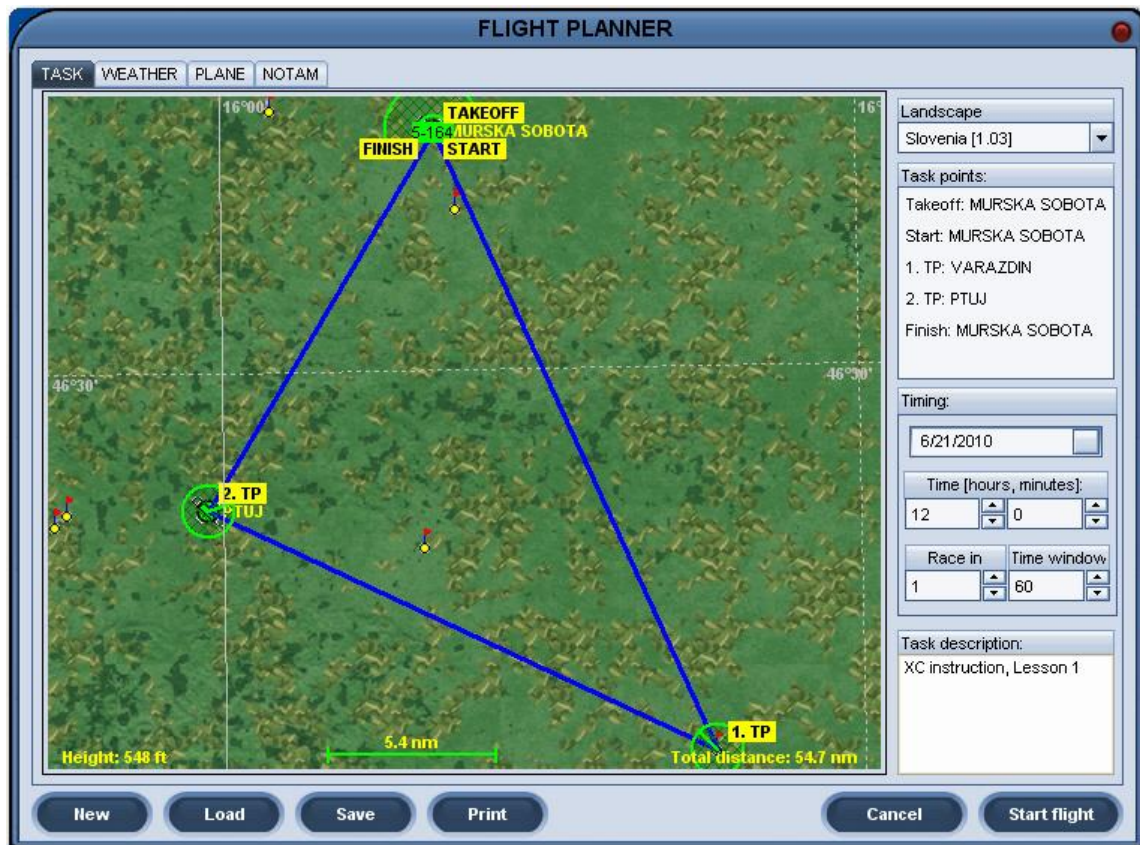 FLIGHT PLANNER
TASK WEATHER PLANE NOTAM
16°00'
16°
TAKEOFF
5-164
MURSKA SOBOTA
FINISH START
46°30' 46°30'
2. TP
PTUJ
1. TP
Height: 548 ft 5.4 nm Total distance: 54.7 nm
Landscape
Slovenia [1.03]
Task points:
Takeoff: MURSKA SOBOTA
Start: MURSKA SOBOTA
1. TP: VARAZDIN
2. TP: PTUJ
Finish: MURSKA SOBOTA
Timing:
6/21/2010
Time [hours, minutes]:
12 0
Race in Time window
1 60
Task description:
XC instruction, Lesson 1
New Load Save Print Cancel Start flight